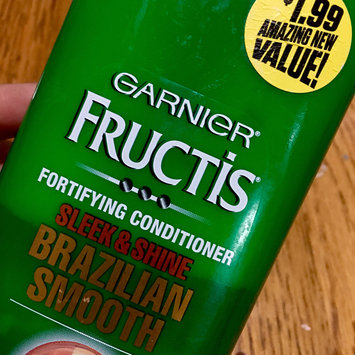 $1.99
AMAZING NEW
VALUE!
GARNIER®
FRUCTIS®
FORTIFYING CONDITIONER
SLEEK & SHINE
BRAZILIAN
SMOOTH